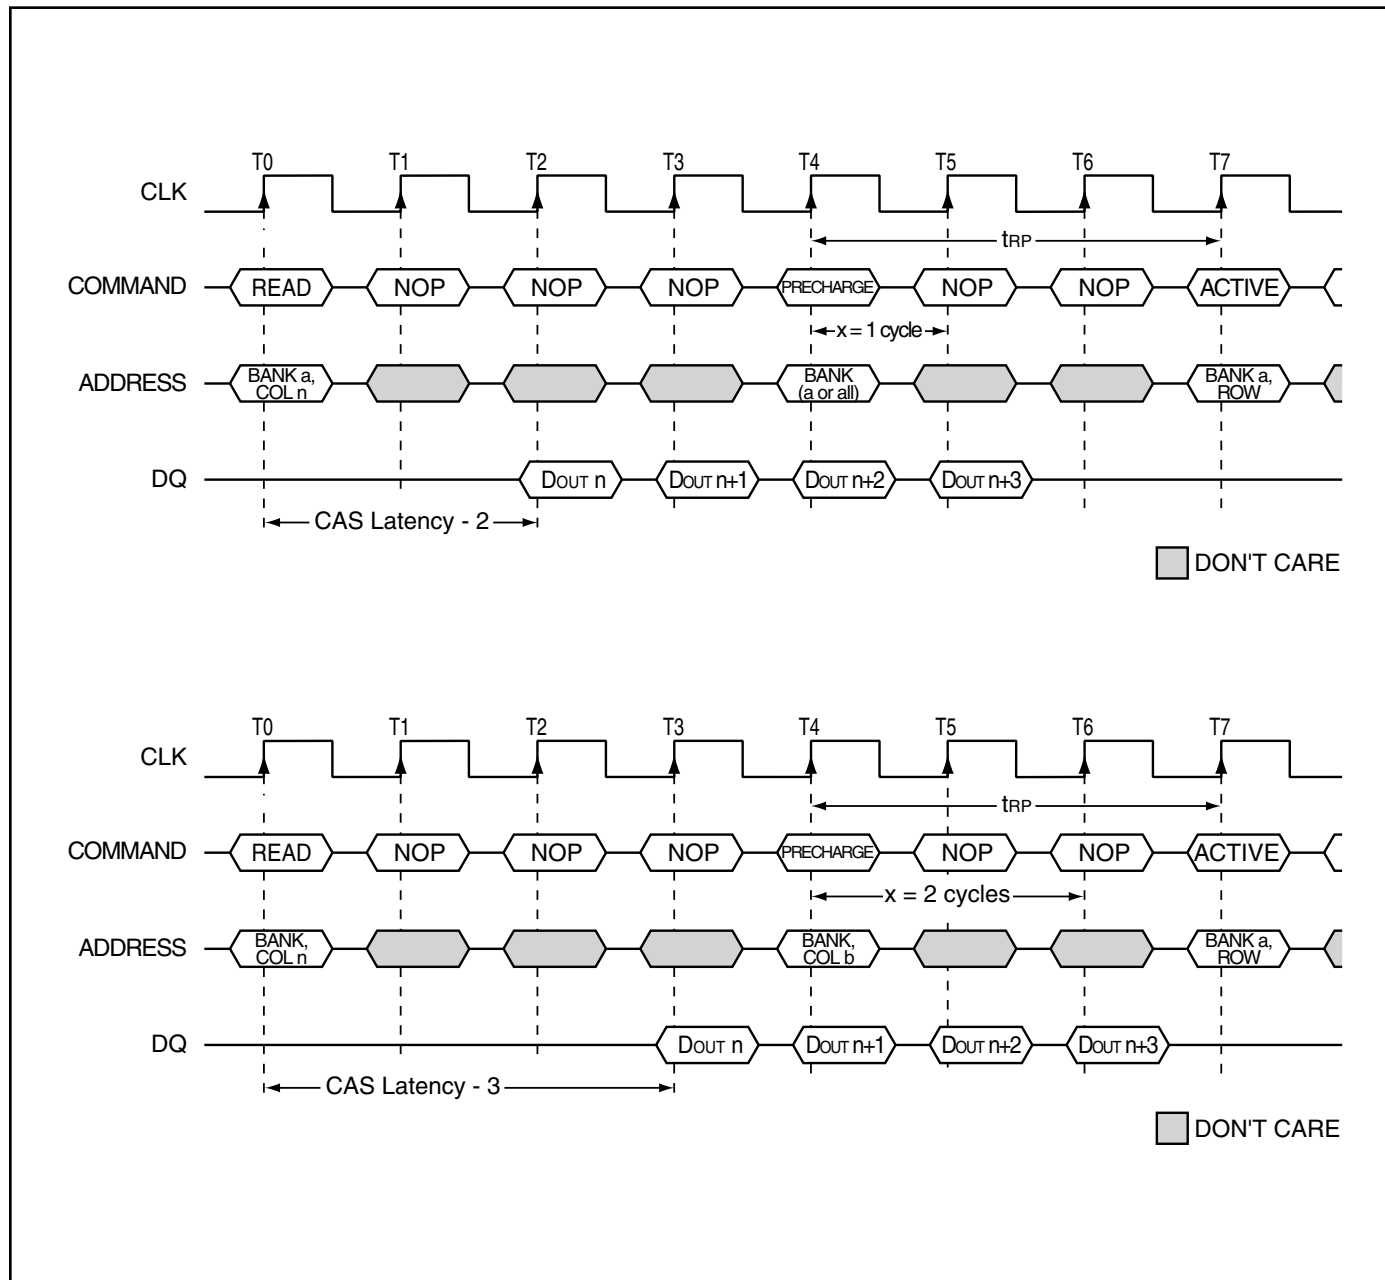 T0 T1 T2 T3 T4 T5 T6 T7
CLK
tRP
COMMAND READ NOP NOP NOP PRECHARGE NOP NOP ACTIVE
x = 1 cycle
ADDRESS BANK a, COL n BANK (a or all) BANK a, ROW
DQ DOUT n DOUT n+1 DOUT n+2 DOUT n+3
CAS Latency - 2
DON'T CARE
T0 T1 T2 T3 T4 T5 T6 T7
CLK
tRP
COMMAND READ NOP NOP NOP PRECHARGE NOP NOP ACTIVE
x = 2 cycles
ADDRESS BANK, COL n BANK, COL b BANK a, ROW
DQ DOUT n DOUT n+1 DOUT n+2 DOUT n+3
CAS Latency - 3
DON'T CARE